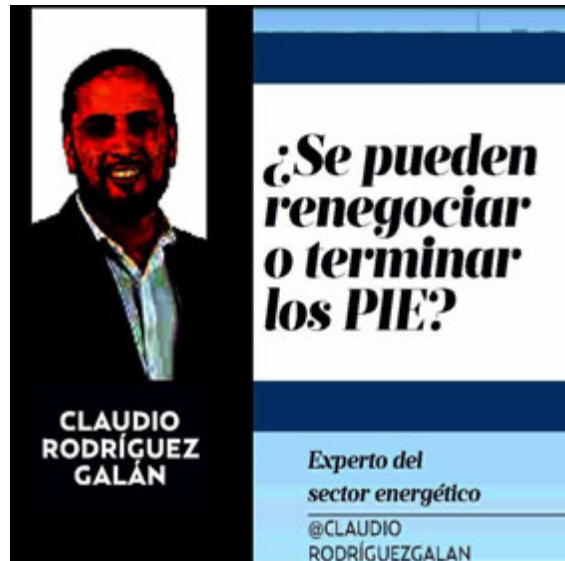 CLAUDIO
RODRÍGUEZ
GALÁN
¿Se pueden
renegociar
o terminar
los PIE?
Experto del
sector energético
@CLAUDIO
RODRÍGUEZGALAN